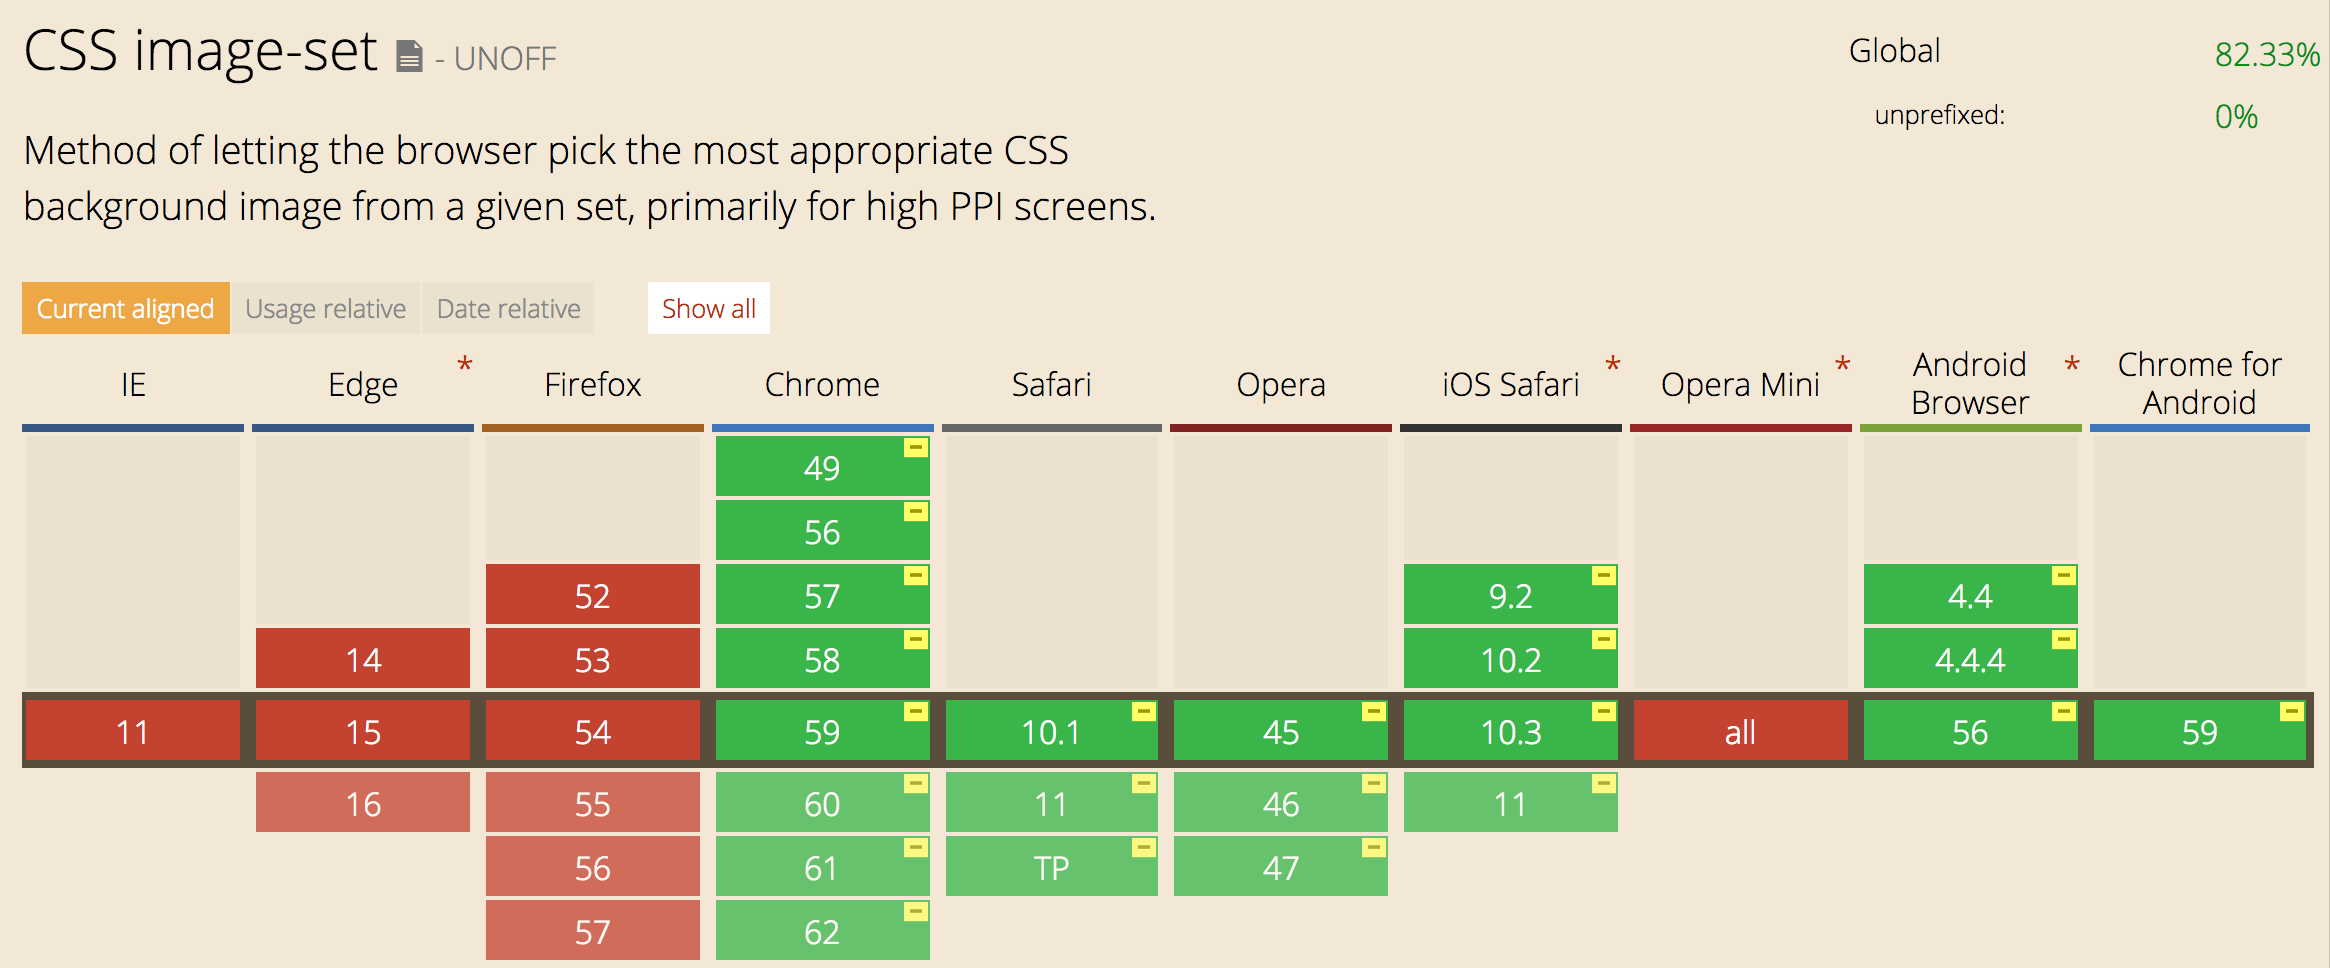 CSS image-set - UNOFF
Global 82.33%
unprefixed: 0%
Method of letting the browser pick the most appropriate CSS
background image from a given set, primarily for high PPI screens.
Current aligned Usage relative Date relative Show all
IE Edge * Firefox Chrome Safari Opera iOS Safari * Opera Mini * Android Browser * Chrome for Android
49
56
52 57 9.2 4.4
14 53 58 10.2 4.4.4
11 15 54 59 10.1 45 10.3 all 56 59
16 55 60 11 46 11
56 61 TP 47
57 62